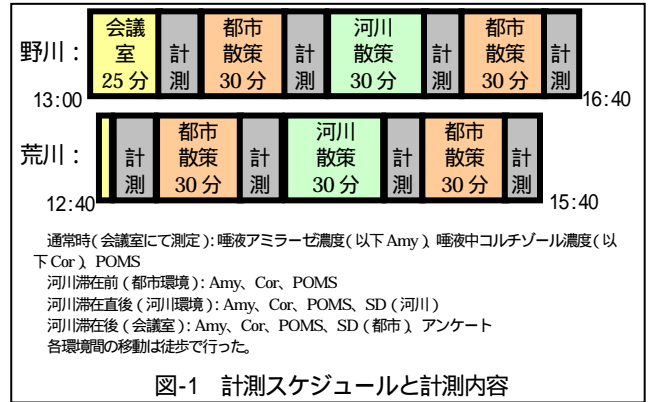 野川： 会議室 25分 計測 都市散策 30分 計測 河川散策 30分 計測 都市散策 30分 計測
13:00 16:40
荒川： 計測 都市散策 30分 計測 河川散策 30分 計測 都市散策 30分 計測
12:40 15:40
通常時（会議室にて測定）：唾液アミラーゼ濃度（以下 Amy）、唾液中コルチゾール濃度（以
下 Cor）、POMS
河川滞在前（都市環境）：Amy、Cor、POMS
河川滞在直後（河川環境）：Amy、Cor、POMS、SD（河川）
河川滞在後（会議室）：Amy、Cor、POMS、SD（都市）、アンケート
各環境間の移動は徒歩で行った。
図-1 計測スケジュールと計測内容